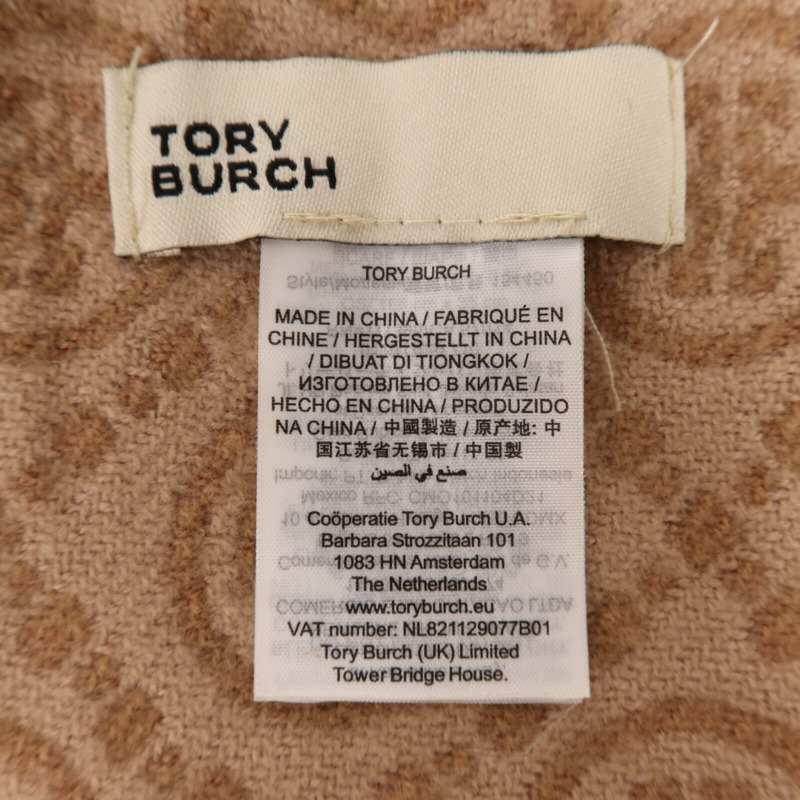 TORY
BURCH
TORY BURCH
MADE IN CHINA / FABRIQUÉ EN
CHINE / HERGESTELLT IN CHINA
/ DIBUAT DI TIONGKOK /
ИЗГОТОВЛЕНО В КИТАЕ /
HECHO EN CHINA / PRODUZIDO
NA CHINA / 中國製造 / 原产地: 中
国江苏省无锡市 / 中国製
صنع في الصين
Coöperatie Tory Burch U.A.
Barbara Strozzilaan 101
1083 HN Amsterdam
The Netherlands
www.toryburch.eu
VAT number: NL821129077B01
Tory Burch (UK) Limited
Tower Bridge House.